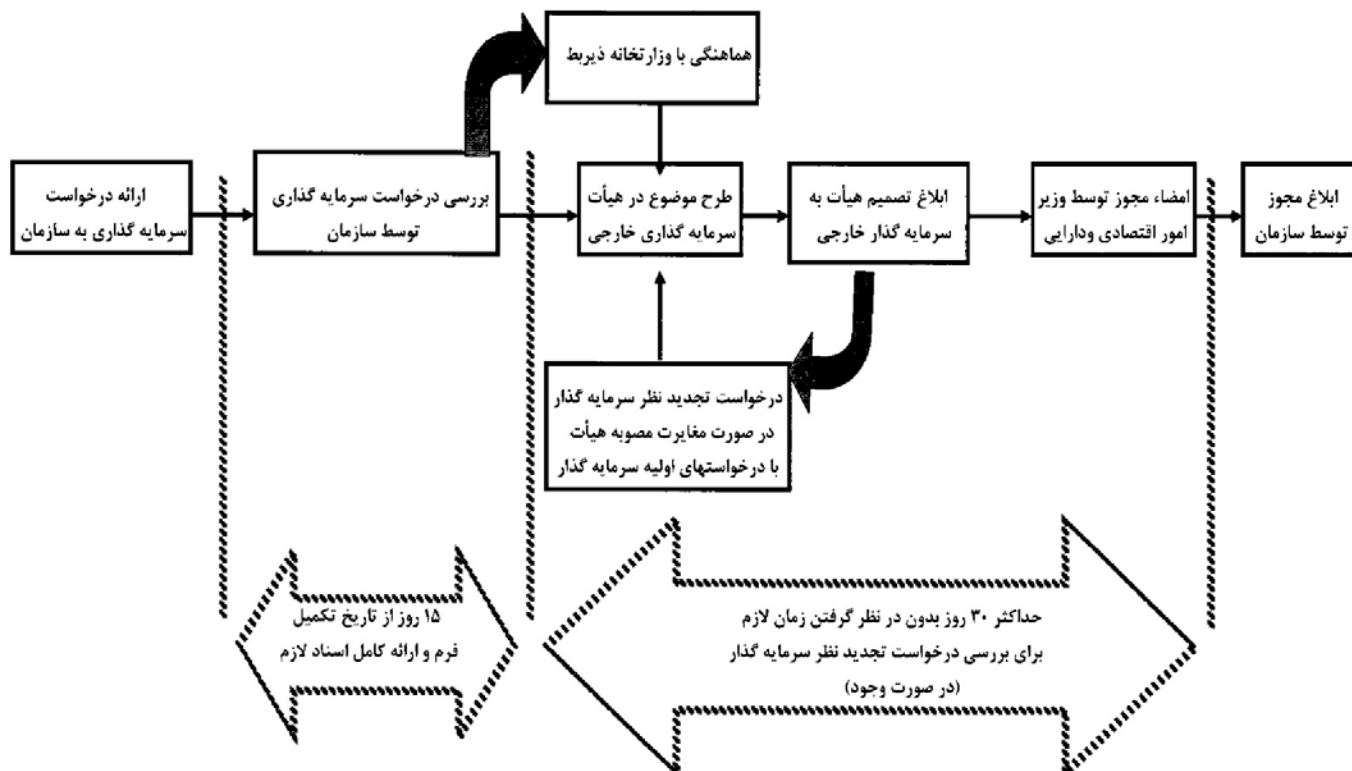 هماهنگی با وزارتخانه ذیربط
ارائه درخواست
سرمایه گذاری به سازمان
بررسی درخواست سرمایه گذاری
توسط سازمان
طرح موضوع در هیأت
سرمایه گذاری خارجی
ابلاغ تصمیم هیأت به
سرمایه گذار خارجی
امضاء مجوز توسط وزیر
امور اقتصادی ودارایی
ابلاغ مجوز
توسط سازمان
درخواست تجدید نظر سرمایه گذار
در صورت مغایرت مصوبه هیأت
با درخواستهای اولیه سرمایه گذار
۱۵ روز از تاریخ تکمیل
فرم و ارائه کامل اسناد لازم
حداکثر ۳۰ روز بدون در نظر گرفتن زمان لازم
برای بررسی درخواست تجدید نظر سرمایه گذار
(در صورت وجود)